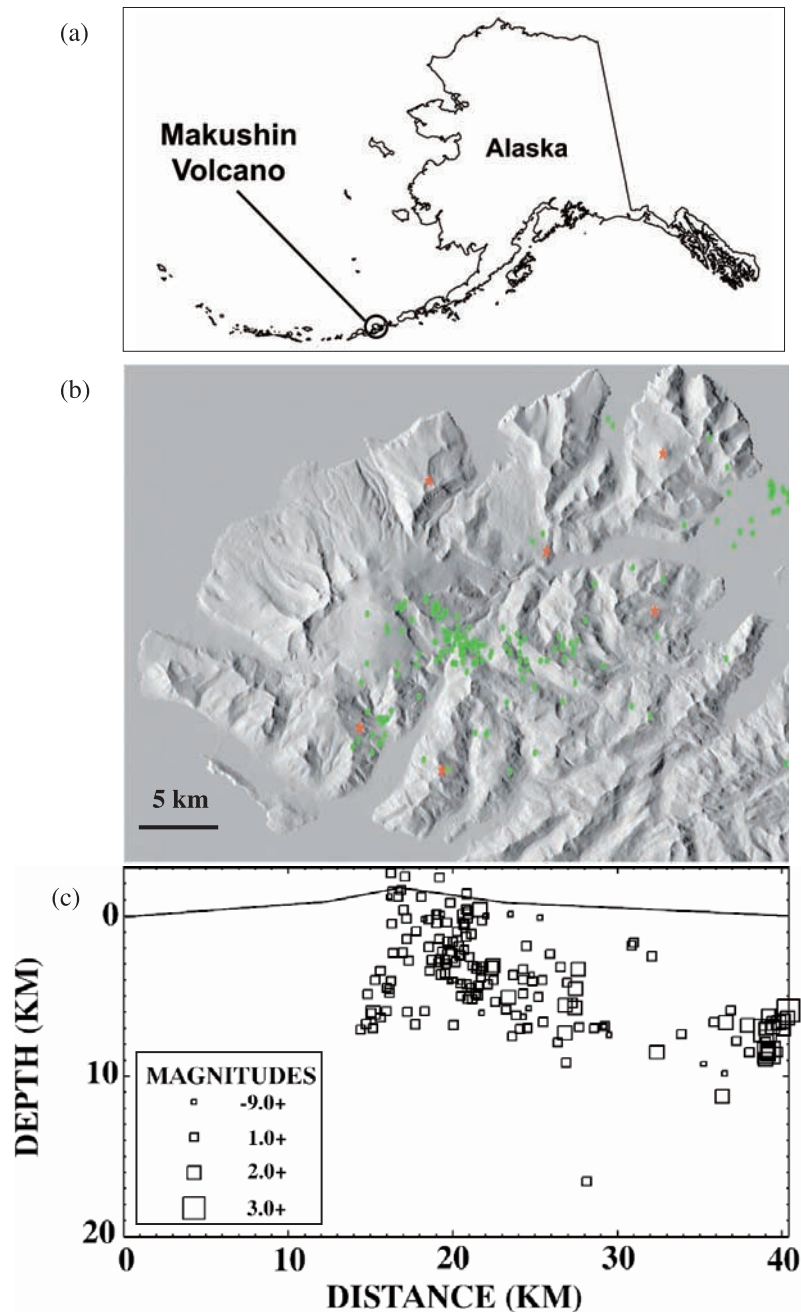 (a)
Makushin
Volcano
Alaska
(b)
5 km
(c)
0
10
20
DEPTH (KM)
MAGNITUDES
-9.0+
1.0+
2.0+
3.0+
0
10
20
30
40
DISTANCE (KM)